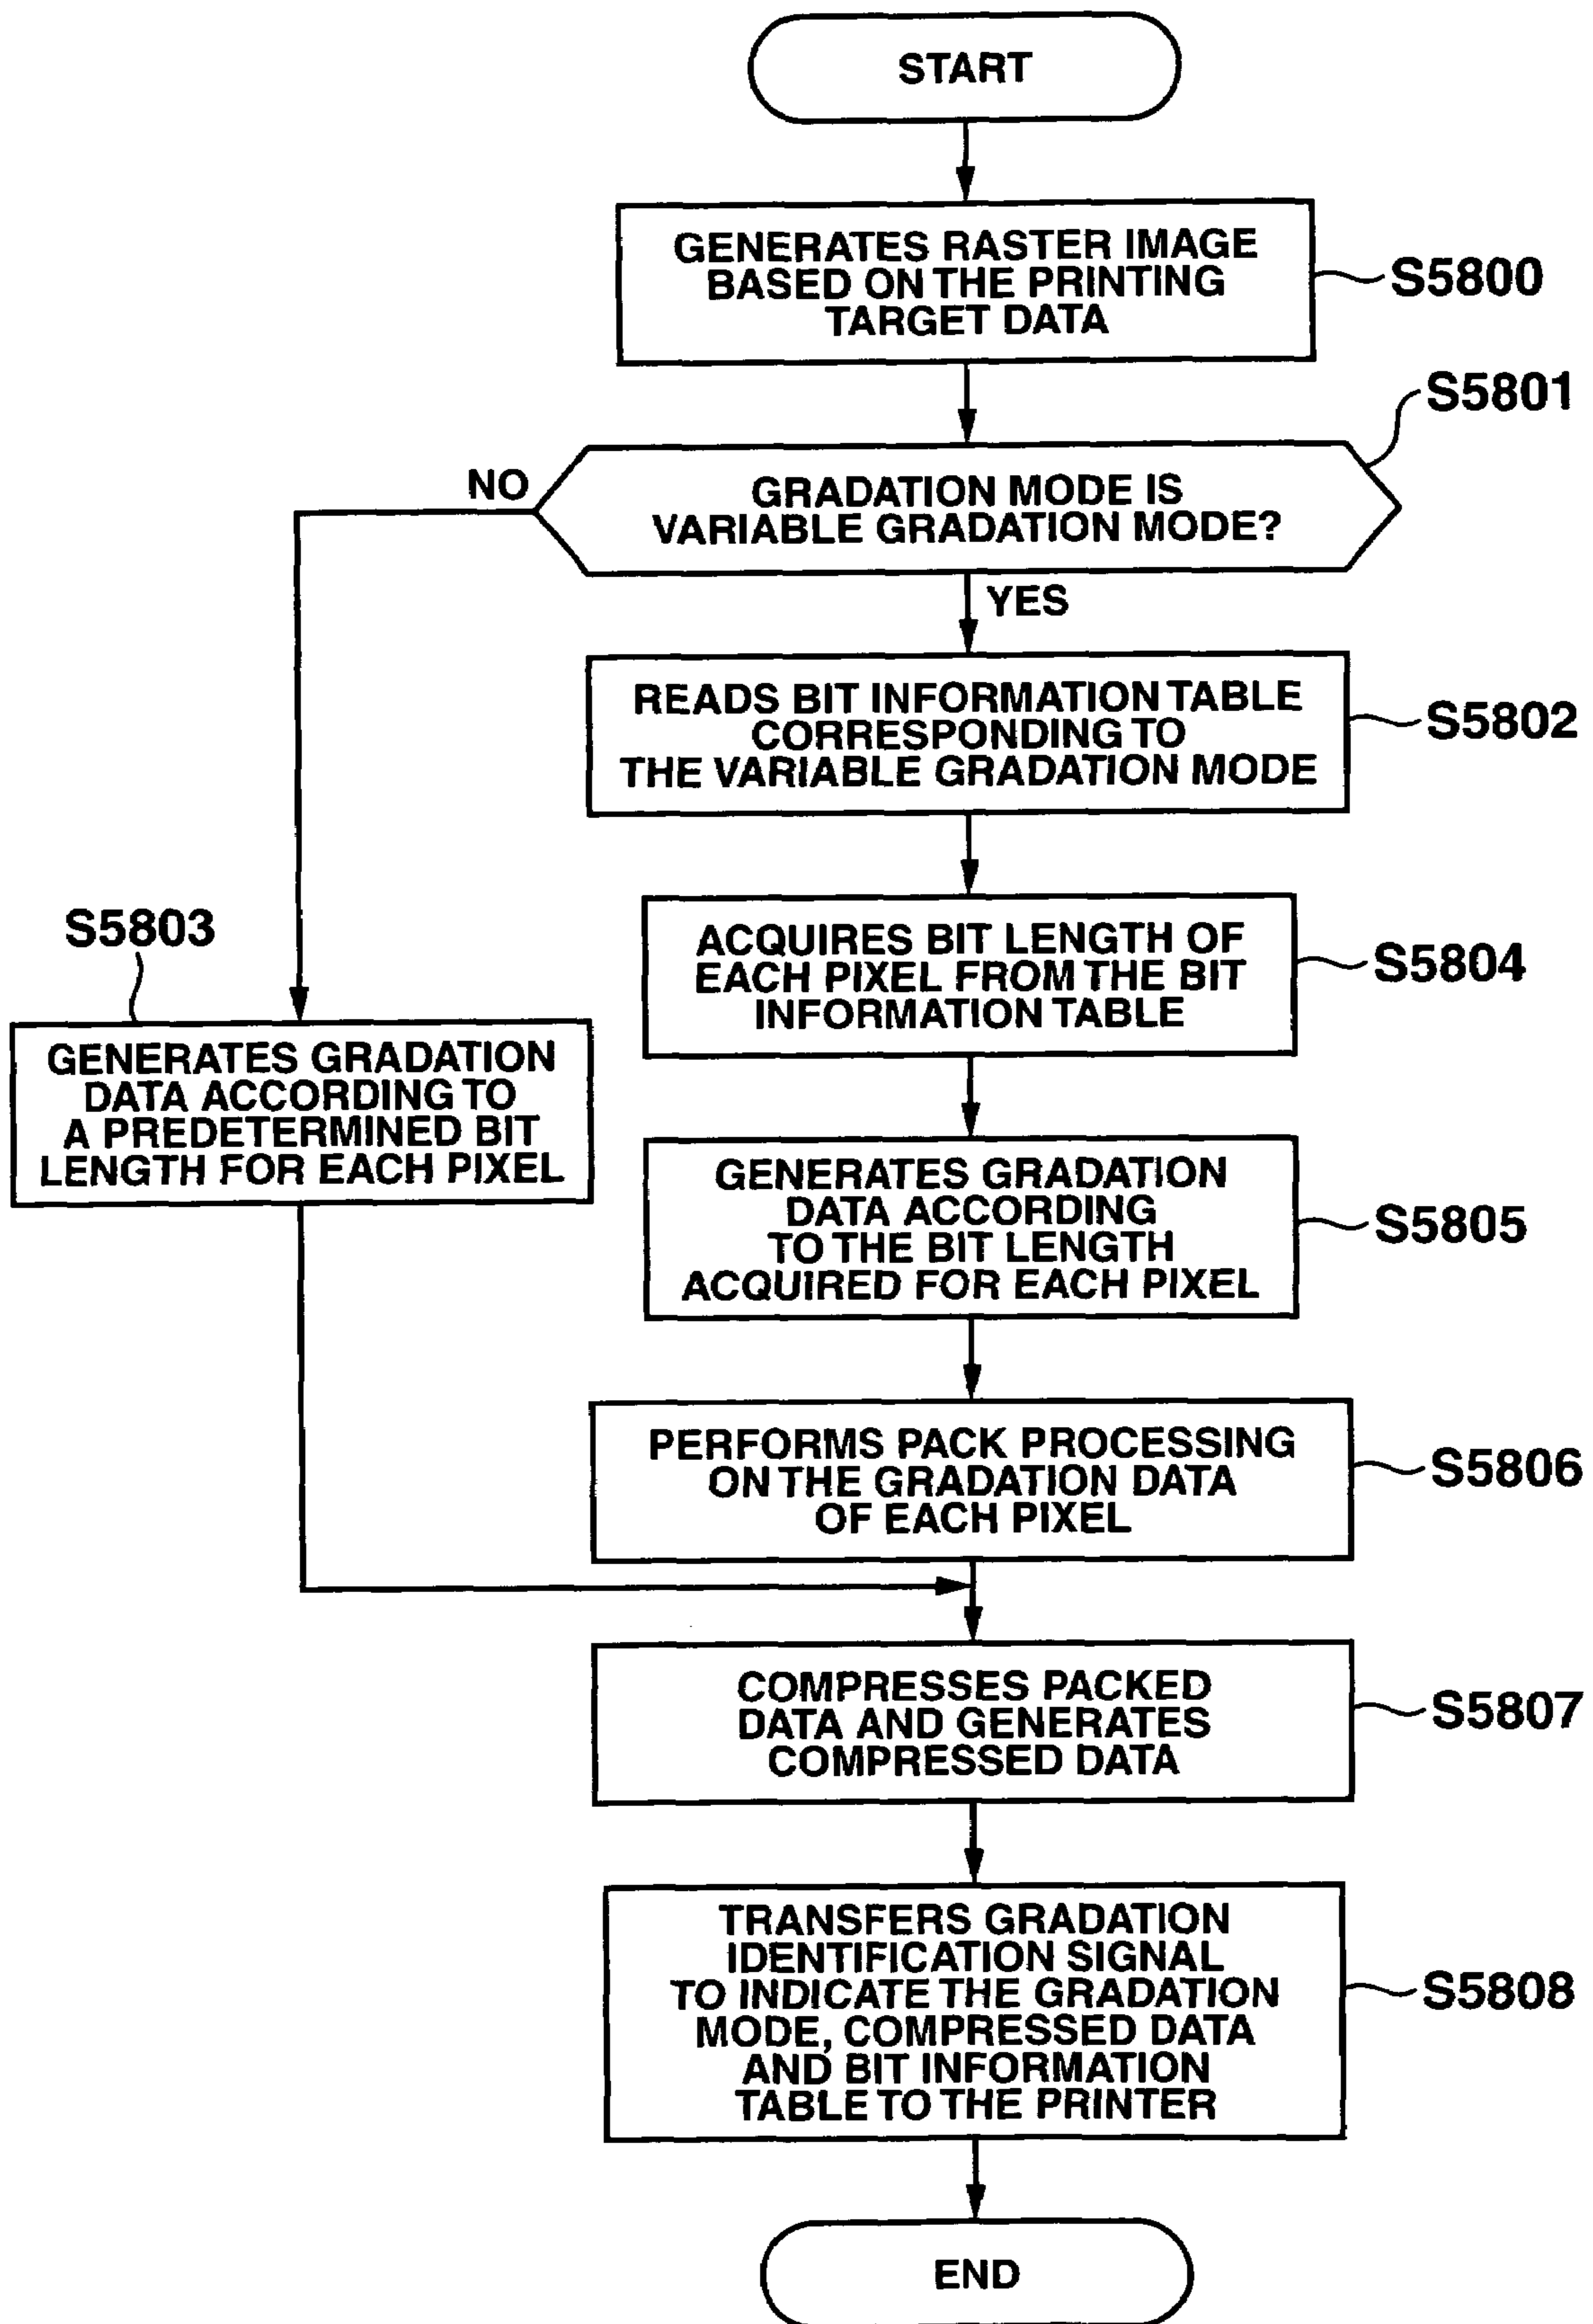 START
GENERATES RASTER IMAGE
BASED ON THE PRINTING
TARGET DATA
S5800
S5801
GRADATION MODE IS
VARIABLE GRADATION MODE?
NO
YES
READS BIT INFORMATION TABLE
CORRESPONDING TO
THE VARIABLE GRADATION MODE
S5802
S5803
GENERATES GRADATION
DATA ACCORDING TO
A PREDETERMINED BIT
LENGTH FOR EACH PIXEL
ACQUIRES BIT LENGTH OF
EACH PIXEL FROM THE BIT
INFORMATION TABLE
S5804
GENERATES GRADATION
DATA ACCORDING
TO THE BIT LENGTH
ACQUIRED FOR EACH PIXEL
S5805
PERFORMS PACK PROCESSING
ON THE GRADATION DATA
OF EACH PIXEL
S5806
COMPRESSES PACKED
DATA AND GENERATES
COMPRESSED DATA
S5807
TRANSFERS GRADATION
IDENTIFICATION SIGNAL
TO INDICATE THE GRADATION
MODE, COMPRESSED DATA
AND BIT INFORMATION
TABLE TO THE PRINTER
S5808
END